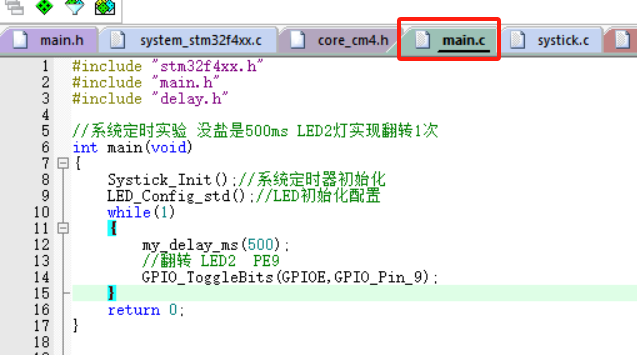 main.h system_stm32f4xx.c core_cm4.h main.c systick.c
1 #include "stm32f4xx.h"
2 #include "main.h"
3 #include "delay.h"
4
5 //系统定时实验 没盐是500ms LED2灯实现翻转1次
6 int main(void)
7 {
8 Systick_Init();//系统定时器初始化
9 LED_Config_std();//LED初始化配置
10 while(1)
11 {
12 my_delay_ms(500);
13 //翻转 LED2 PE9
14 GPIO_ToggleBits(GPIOE,GPIO_Pin_9);
15 }
16 return 0;
17 }
18